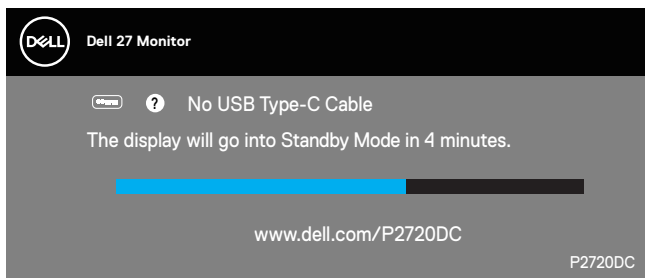 DELL
Dell 27 Monitor
? No USB Type-C Cable
The display will go into Standby Mode in 4 minutes.
www.dell.com/P2720DC
P2720DC